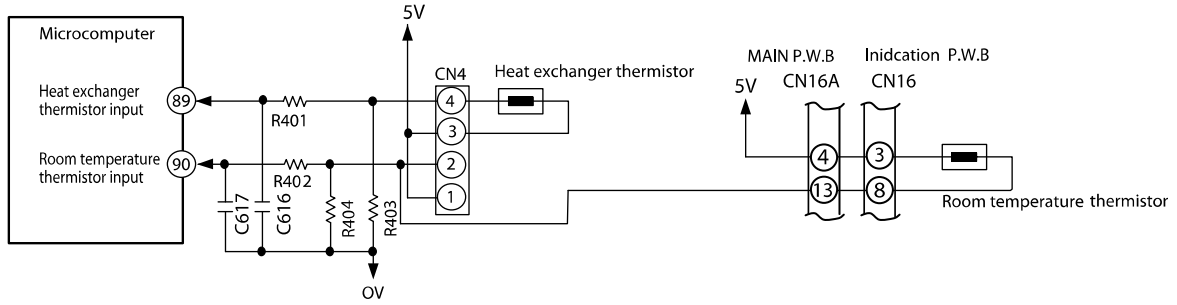 5V
Microcomputer
Heat exchanger
thermistor input
89
R401
CN4
4
Heat exchanger thermistor
3
Room temperature
thermistor input
90
R402
2
1
C617
C616
R404
R403
OV
MAIN P.W.B
Inidcation P.W.B
5V
CN16A
CN16
4
3
13
8
Room temperature thermistor